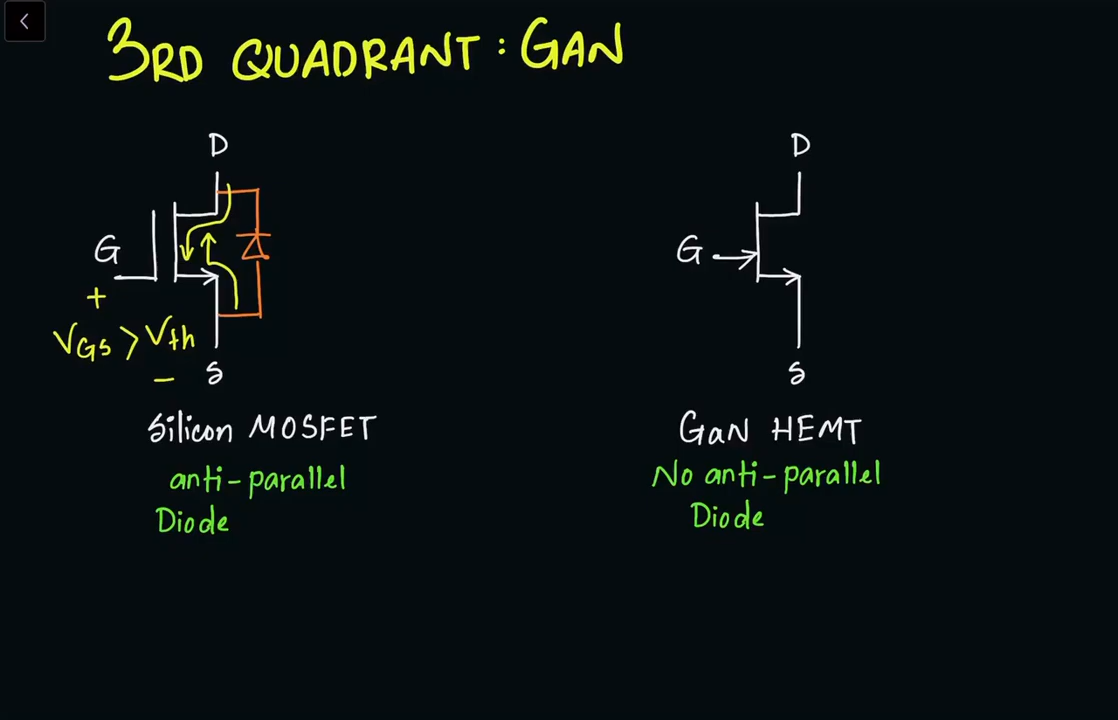 3RD QUADRANT : GAN
D
G
+
VGS > Vth
-
S
Silicon MOSFET
anti-parallel
Diode
D
G
S
GaN HEMT
No anti-parallel
Diode